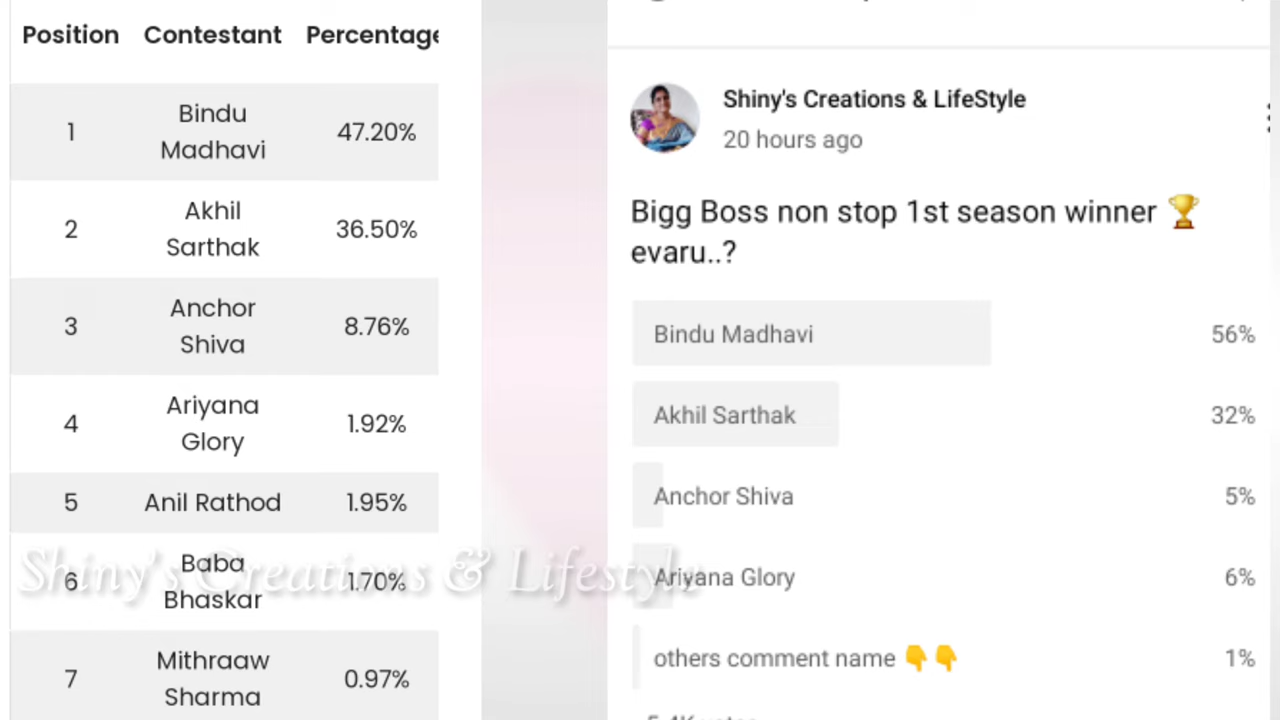 Position Contestant Percentage
1 Bindu Madhavi 47.20%
2 Akhil Sarthak 36.50%
3 Anchor Shiva 8.76%
4 Ariyana Glory 1.92%
5 Anil Rathod 1.95%
6 Baba Bhaskar 1.70%
7 Mithraaw Sharma 0.97%
Shiny's Creations & Lifestyle
Shiny's Creations & LifeStyle
20 hours ago
Bigg Boss non stop 1st season winner 🏆
evaru..?
Bindu Madhavi 56%
Akhil Sarthak 32%
Anchor Shiva 5%
Ariyana Glory 6%
others comment name 👇👇 1%